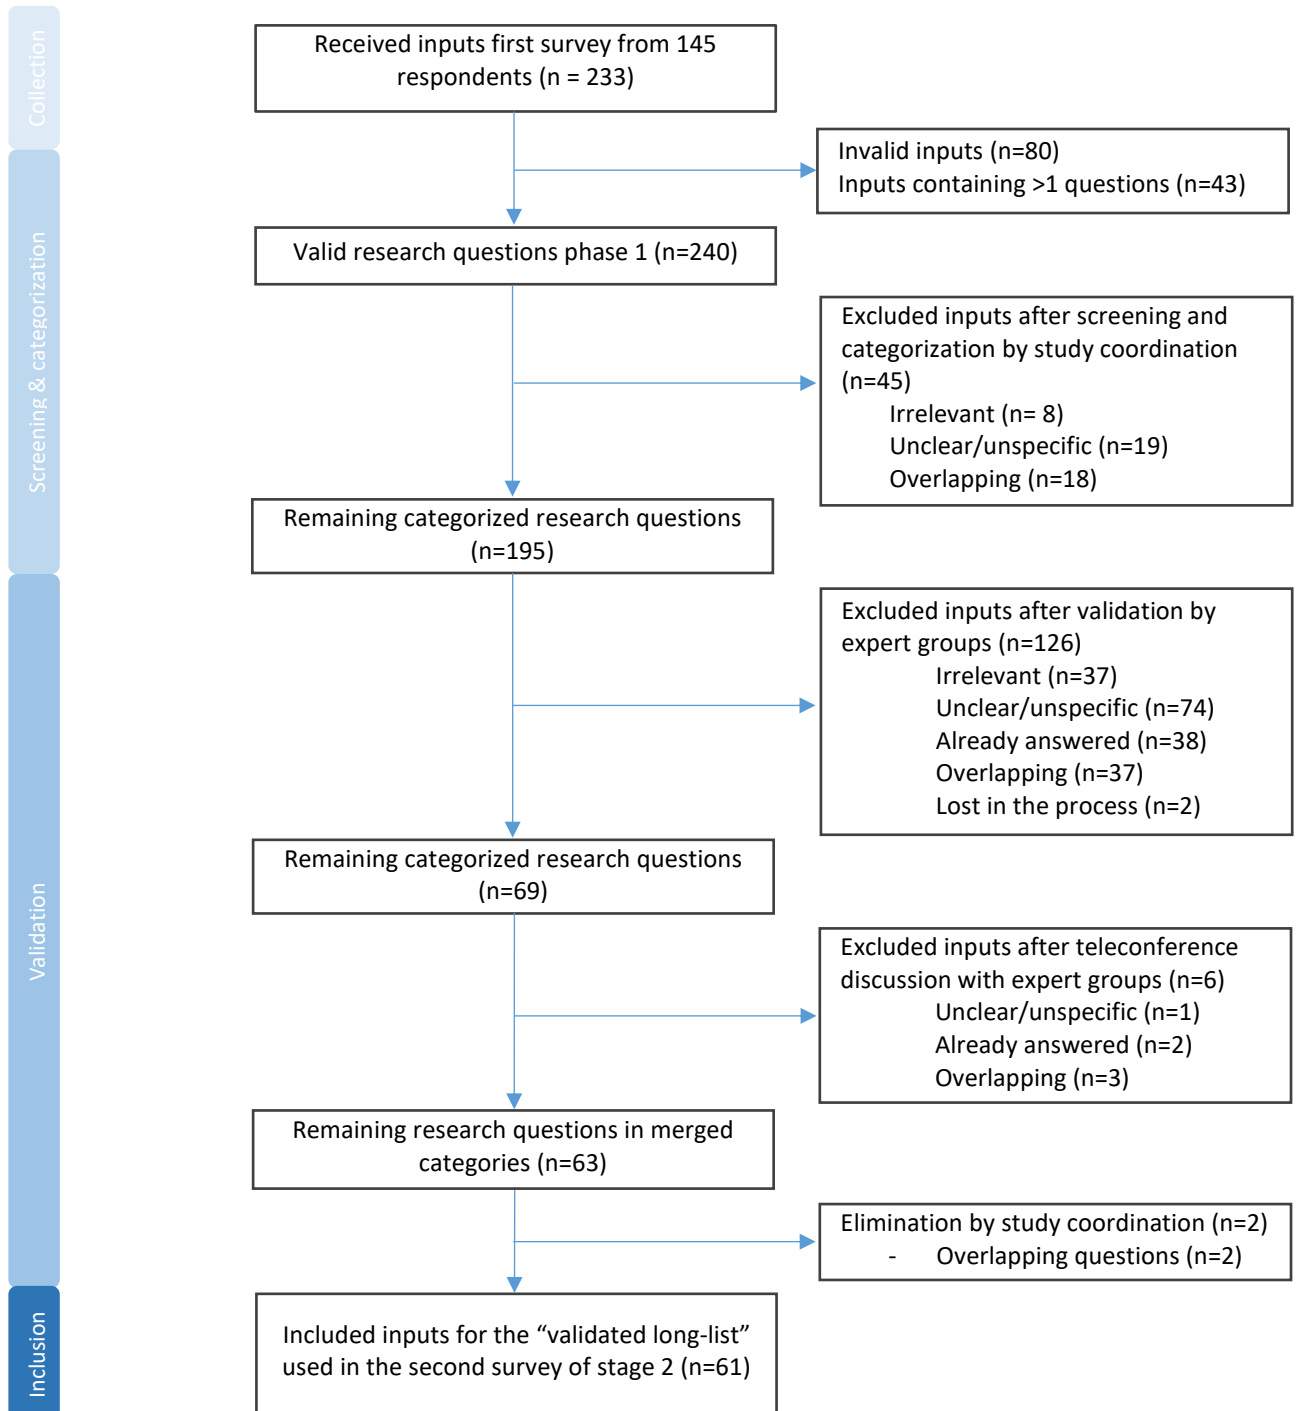 Collection
Received inputs first survey from 145
respondents (n = 233)
Invalid inputs (n=80)
Inputs containing >1 questions (n=43)
Screening & categorization
Valid research questions phase 1 (n=240)
Excluded inputs after screening and
categorization by study coordination
(n=45)
Irrelevant (n= 8)
Unclear/unspecific (n=19)
Overlapping (n=18)
Remaining categorized research questions
(n=195)
Validation
Excluded inputs after validation by
expert groups (n=126)
Irrelevant (n=37)
Unclear/unspecific (n=74)
Already answered (n=38)
Overlapping (n=37)
Lost in the process (n=2)
Remaining categorized research questions
(n=69)
Excluded inputs after teleconference
discussion with expert groups (n=6)
Unclear/unspecific (n=1)
Already answered (n=2)
Overlapping (n=3)
Remaining research questions in merged
categories (n=63)
Elimination by study coordination (n=2)
- Overlapping questions (n=2)
Inclusion
Included inputs for the “validated long-list”
used in the second survey of stage 2 (n=61)